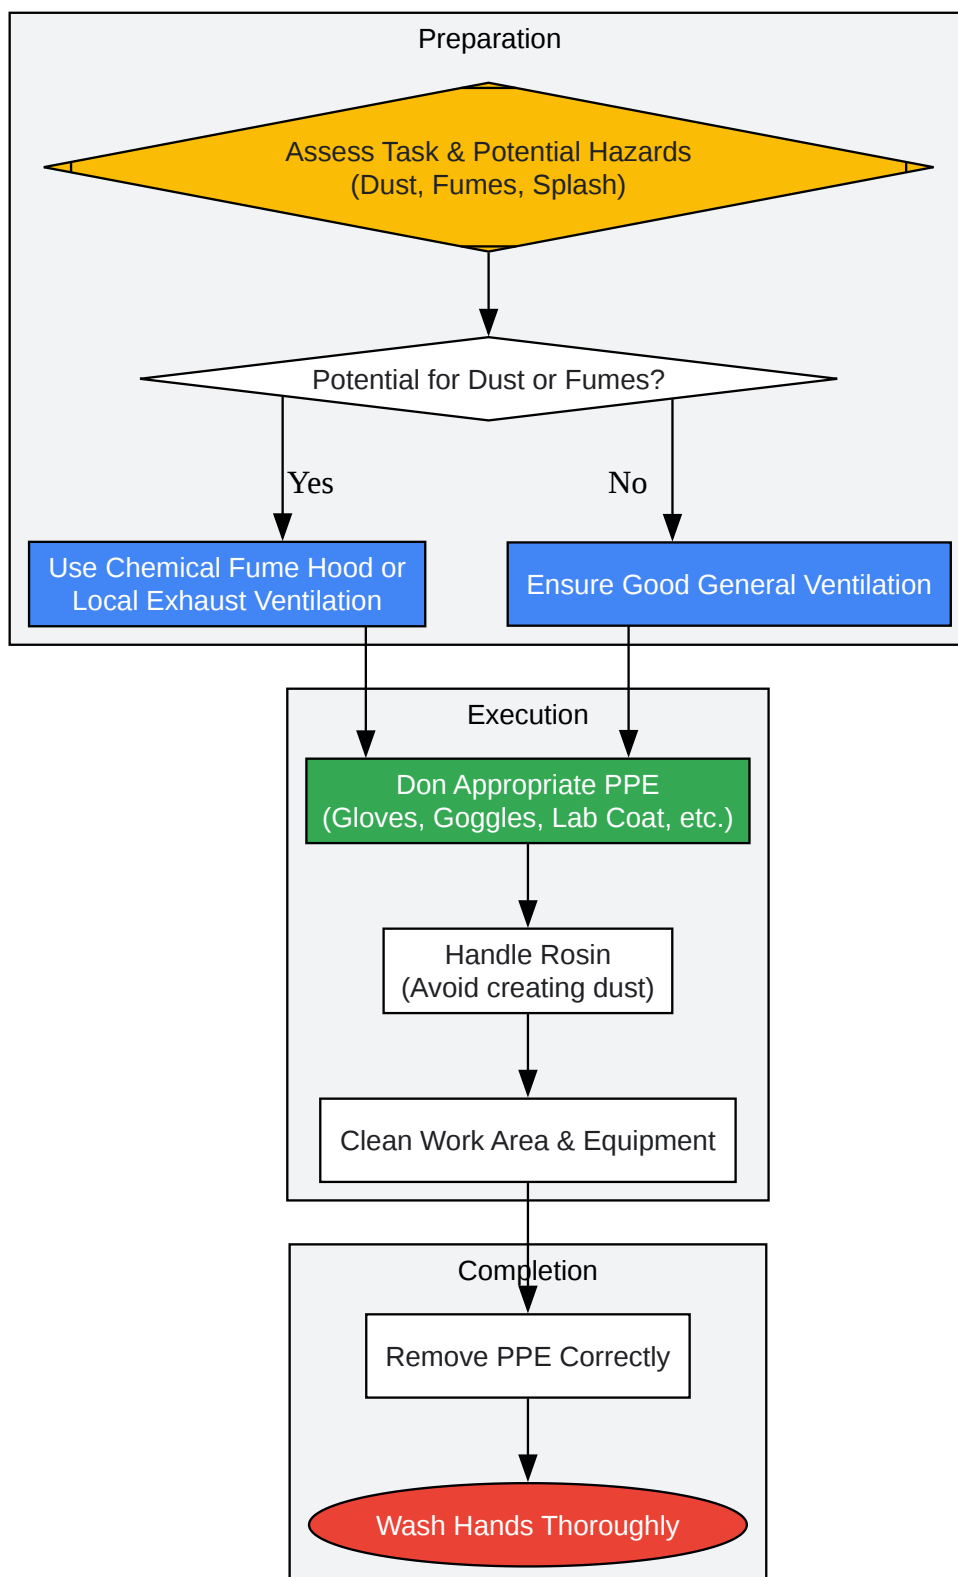 Preparation
Assess Task & Potential Hazards
(Dust, Fumes, Splash)
Potential for Dust or Fumes?
Yes
No
Use Chemical Fume Hood or
Local Exhaust Ventilation
Ensure Good General Ventilation
Execution
Don Appropriate PPE
(Gloves, Goggles, Lab Coat, etc.)
Handle Rosin
(Avoid creating dust)
Clean Work Area & Equipment
Completion
Remove PPE Correctly
Wash Hands Thoroughly